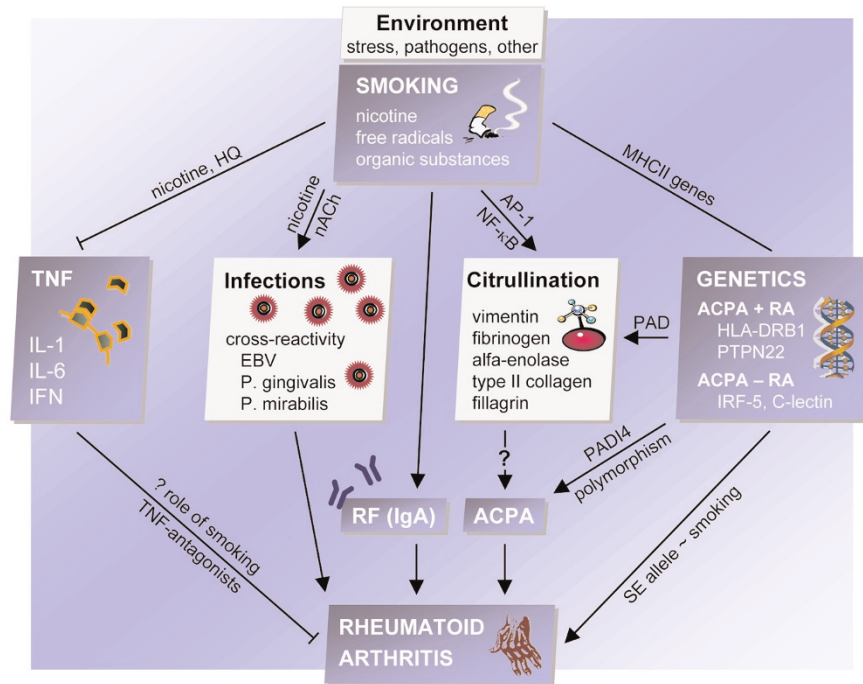 Environment
stress, pathogens, other
SMOKING
nicotine
free radicals
organic substances
nicotine, HQ
nicotine
nACh
AP-1
NF-κB
MHCII genes
TNF
IL-1
IL-6
IFN
Infections
cross-reactivity
EBV
P. gingivalis
P. mirabilis
Citrullination
vimentin
fibrinogen
alfa-enolase
type II collagen
fillagrin
PAD
GENETICS
ACPA + RA
HLA-DRB1
PTPN22
ACPA – RA
IRF-5, C-lectin
?
PADI4
polymorphism
? role of smoking
TNF-antagonists
RF (IgA)
ACPA
SE allele ~ smoking
RHEUMATOID
ARTHRITIS